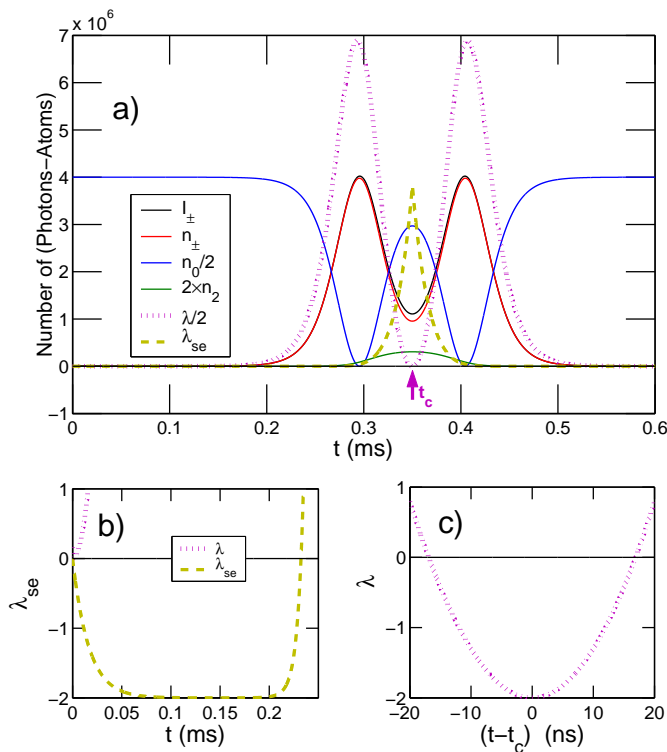 × 10⁶
7
6
5
4
3
2
1
0
−1
Number of (Photons−Atoms)
a)
I±
n±
n₀/2
2×n₂
λ/2
λse
tc
0
0.1
0.2
0.3
0.4
0.5
0.6
t (ms)
b)
1
0
−1
−2
λse
λ
λse
0
0.05
0.1
0.15
0.2
t (ms)
c)
1
0
−1
−2
λ
−20
−10
0
10
20
(t−tc) (ns)